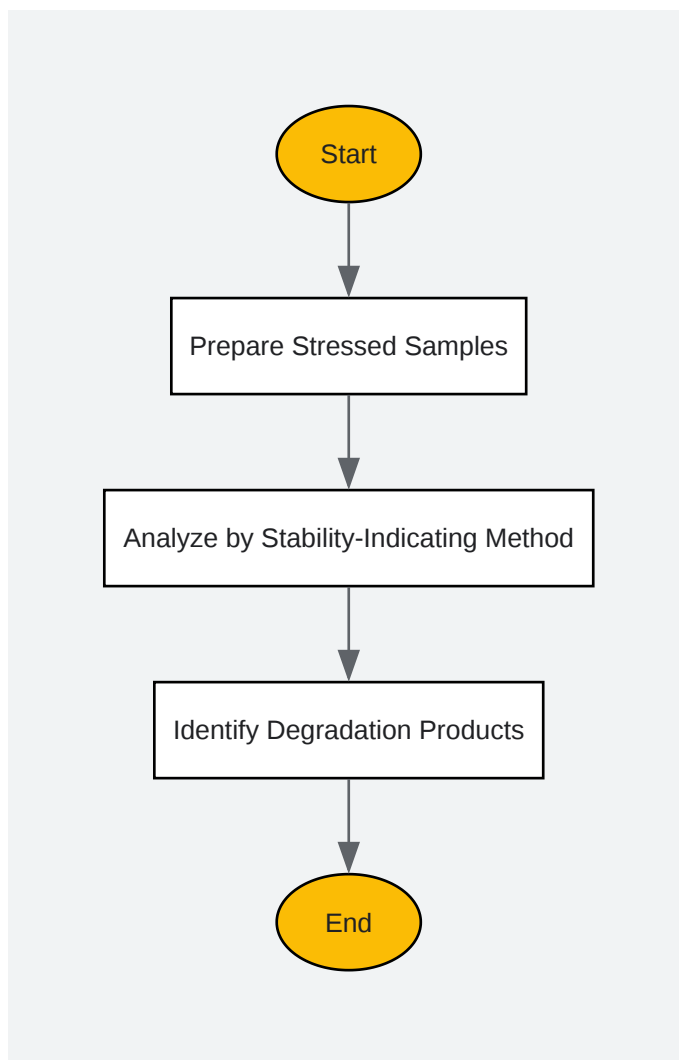 Start
Prepare Stressed Samples
Analyze by Stability-Indicating Method
Identify Degradation Products
End